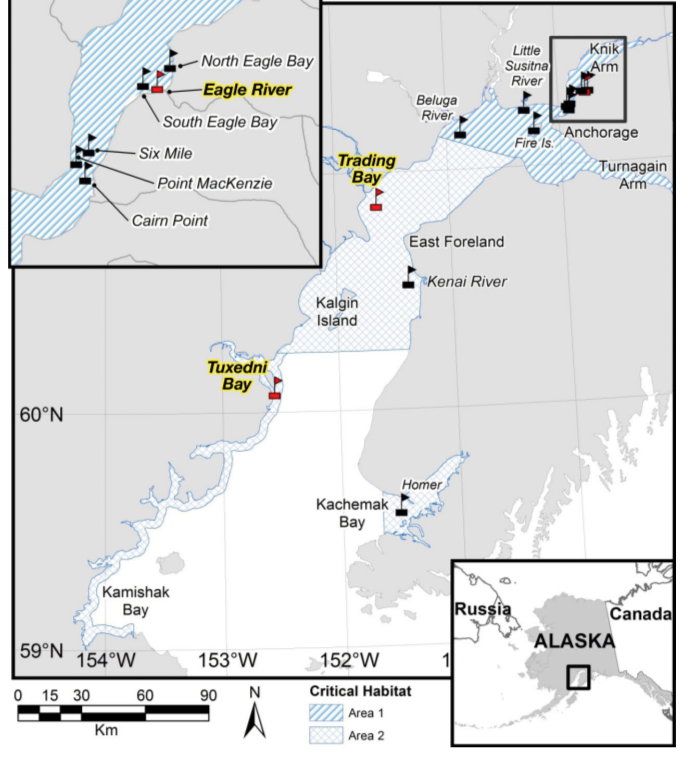 North Eagle Bay
Eagle River
South Eagle Bay
Six Mile
Point MacKenzie
Cairn Point
Little
Susitna
River
Knik
Arm
Beluga
River
Anchorage
Fire Is.
Trading
Bay
Turnagain
Arm
East Foreland
Kenai River
Kalgin
Island
Tuxedni
Bay
60°N
Homer
Kachemak
Bay
Kamishak
Bay
59°N
154°W
153°W
152°W
1
Russia
Canada
ALASKA
0 15 30 60 90
Km
N
Critical Habitat
Area 1
Area 2